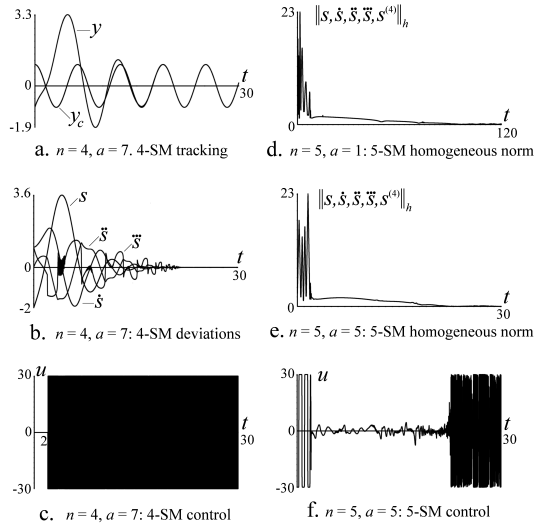 3.3
y
t
0
30
-1.9
y_c
a. n = 4, a = 7. 4-SM tracking
3.6
s
s̈
s⃛
t
0
30
ṡ
-2
b. n = 4, a = 7: 4-SM deviations
30
u
t
0
2
30
-30
c. n = 4, a = 7: 4-SM control
23
‖s, ṡ, s̈, s⃛, s⁽⁴⁾‖_h
t
0
120
d. n = 5, a = 1: 5-SM homogeneous norm
23
‖s, ṡ, s̈, s⃛, s⁽⁴⁾‖_h
t
0
30
e. n = 5, a = 5: 5-SM homogeneous norm
30
u
t
0
30
-30
f. n = 5, a = 5: 5-SM control